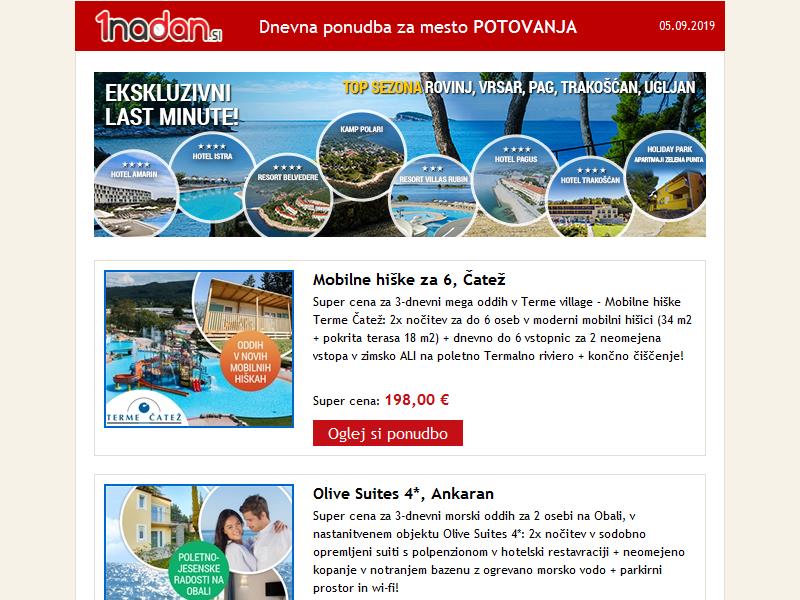 1nadan.si
Dnevna ponudba za mesto POTOVANJA
05.09.2019
EKSKLUZIVNI
LAST MINUTE!
TOP SEZONA ROVINJ, VRSAR, PAG, TRAKOŠĆAN, UGLJAN
HOTEL AMARIN
HOTEL ISTRA
RESORT BELVEDERE
KAMP POLARI
RESORT VILLAS RUBIN
HOTEL PAGUS
HOTEL TRAKOŠĆAN
HOLIDAY PARK
APARTMAJI ZELENA PUNTA
Mobilne hiške za 6, Čatež
Super cena za 3-dnevni mega oddih v Terme village - Mobilne hiške
Terme Čatež: 2x nočitev za do 6 oseb v moderni mobilni hišici (34 m2
+ pokrita terasa 18 m2) + dnevno do 6 vstopnic za 2 neomejena
vstopa v zimsko ALI na poletno Termalno riviero + končno čiščenje!
ODDIH
V NOVIH
MOBILNIH
HIŠKAH
TERME ČATEŽ
Super cena: 198,00 €
Oglej si ponudbo
Olive Suites 4*, Ankaran
Super cena za 3-dnevni morski oddih za 2 osebi na Obali, v
nastanitvenem objektu Olive Suites 4*: 2x nočitev v sodobno
opremljeni suiti s polpenzionom v hotelski restavraciji + neomejeno
kopanje v notranjem bazenu z ogrevano morsko vodo + parkirni
prostor in wi-fi!
POLETNO-
JESENSKE
RADOSTI NA
OBALI